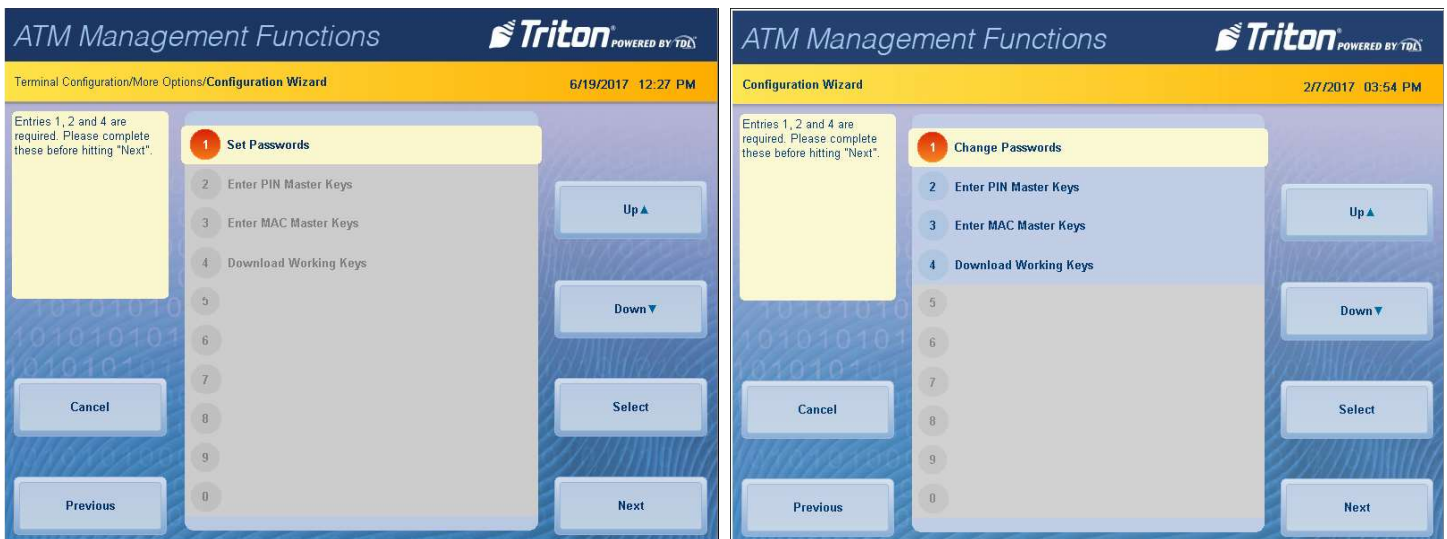 ATM Management Functions
Triton POWERED BY TDL
Terminal Configuration/More Options/Configuration Wizard
6/19/2017 12:27 PM
Entries 1, 2 and 4 are
required. Please complete
these before hitting "Next".
1 Set Passwords
2 Enter PIN Master Keys
3 Enter MAC Master Keys
4 Download Working Keys
5
6
7
8
9
0
Cancel
Previous
Up▲
Down▼
Select
Next
ATM Management Functions
Triton POWERED BY TDL
Configuration Wizard
2/7/2017 03:54 PM
Entries 1, 2 and 4 are
required. Please complete
these before hitting "Next".
1 Change Passwords
2 Enter PIN Master Keys
3 Enter MAC Master Keys
4 Download Working Keys
5
6
7
8
9
0
Cancel
Previous
Up▲
Down▼
Select
Next